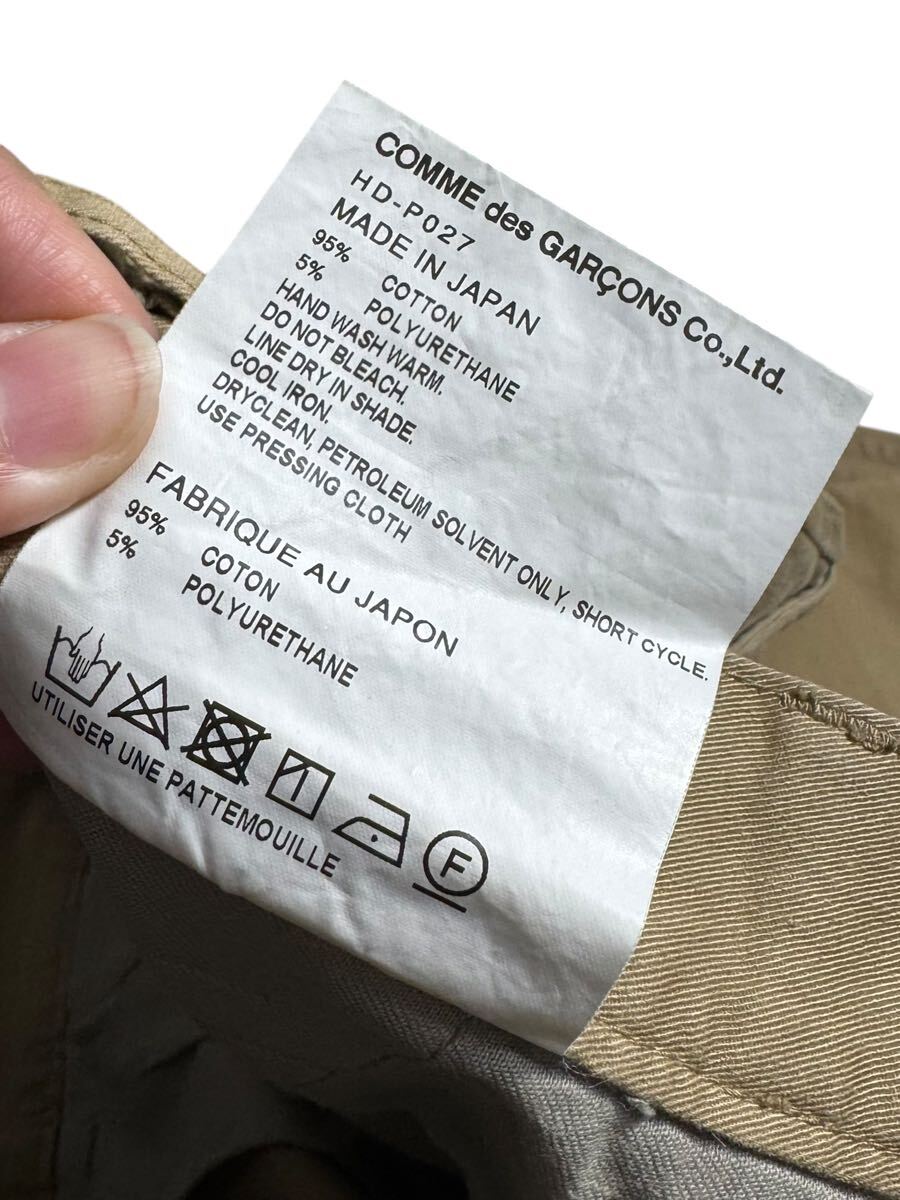 COMME des GARÇONS Co.,Ltd.
HD-P027
MADE IN JAPAN
95% COTTON
5% POLYURETHANE
HAND WASH WARM.
DO NOT BLEACH.
LINE DRY IN SHADE.
COOL IRON.
DRYCLEAN, PETROLEUM SOLVENT ONLY, SHORT CYCLE.
USE PRESSING CLOTH
FABRIQUE AU JAPON
95% COTON
5% POLYURETHANE
F
UTILISER UNE PATTEMOUILLE